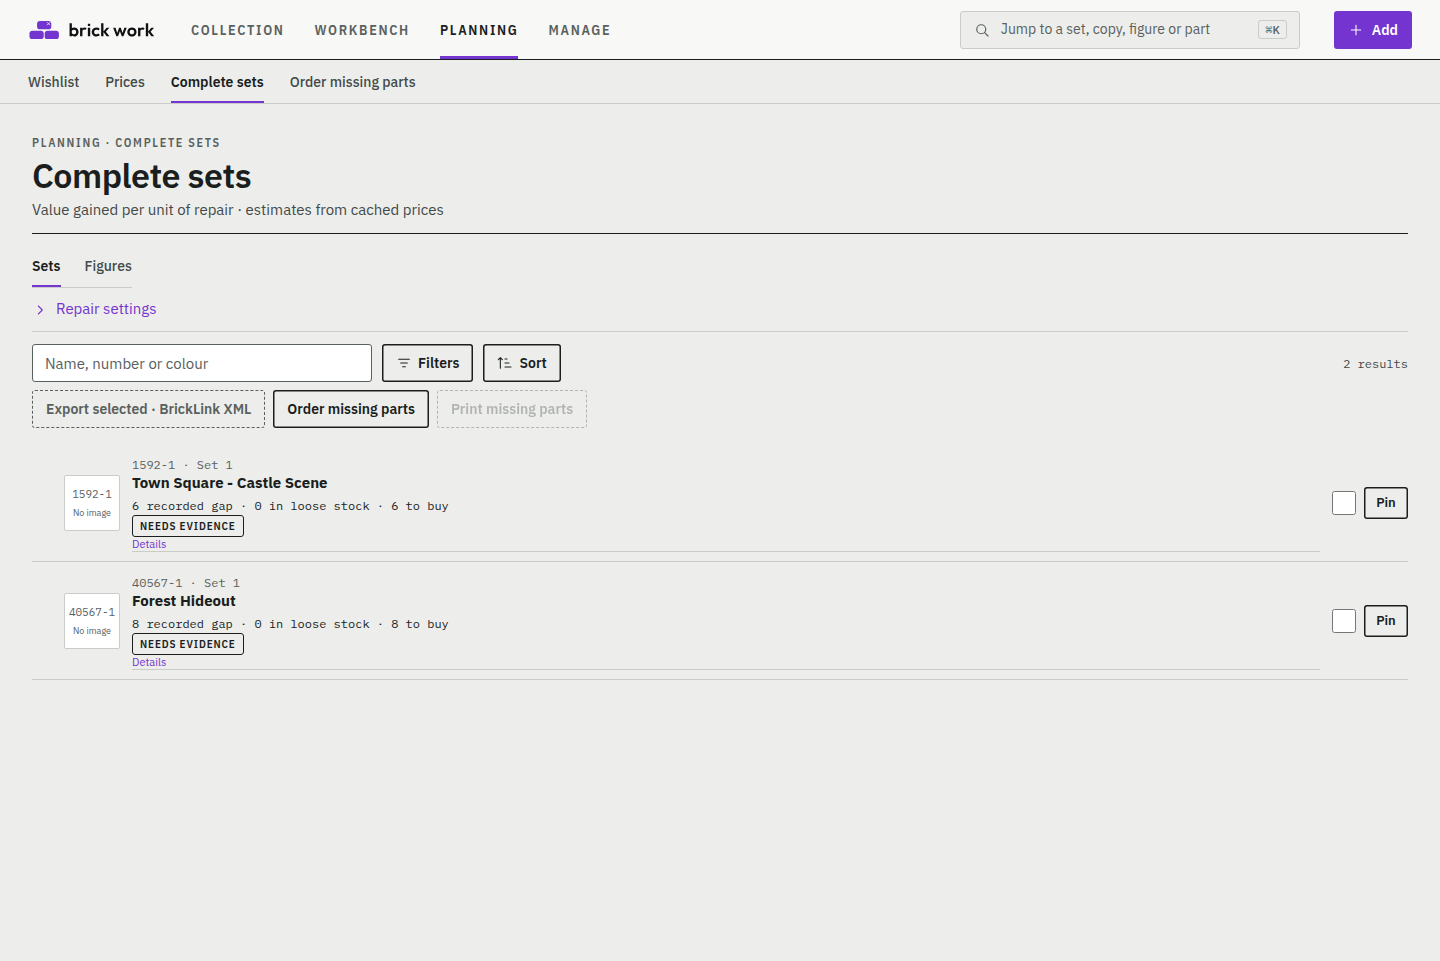 brick work COLLECTION WORKBENCH PLANNING MANAGE Jump to a set, copy, figure or part ⌘K + Add
Wishlist Prices Complete sets Order missing parts
PLANNING · COMPLETE SETS
Complete sets
Value gained per unit of repair · estimates from cached prices
Sets Figures
Repair settings
Name, number or colour Filters Sort 2 results
Export selected · BrickLink XML Order missing parts Print missing parts
1592-1 · Set 1
1592-1
No image
Town Square - Castle Scene
6 recorded gap · 0 in loose stock · 6 to buy
NEEDS EVIDENCE
Details
Pin
40567-1 · Set 1
40567-1
No image
Forest Hideout
8 recorded gap · 0 in loose stock · 8 to buy
NEEDS EVIDENCE
Details
Pin